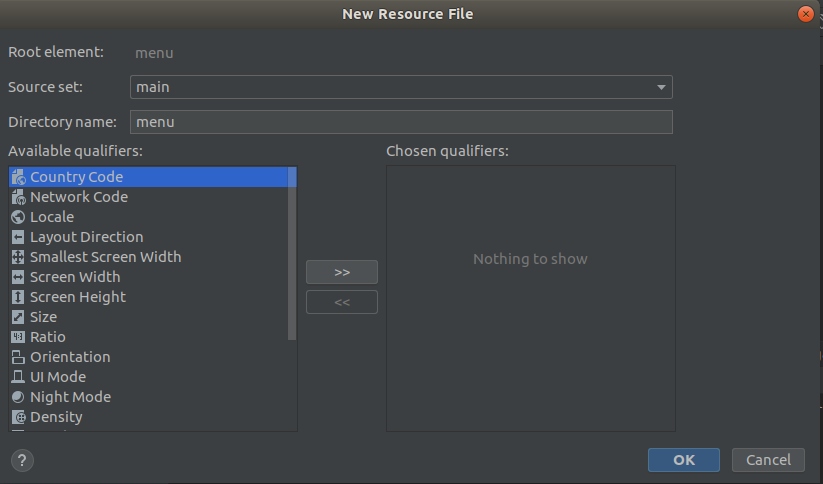 New Resource File
Root element: menu
Source set: main
Directory name: menu
Available qualifiers:
Chosen qualifiers:
Country Code
Network Code
Locale
Layout Direction
Smallest Screen Width
Screen Width
Screen Height
Size
Ratio
Orientation
UI Mode
Night Mode
Density
>>
<<
Nothing to show
?
OK
Cancel